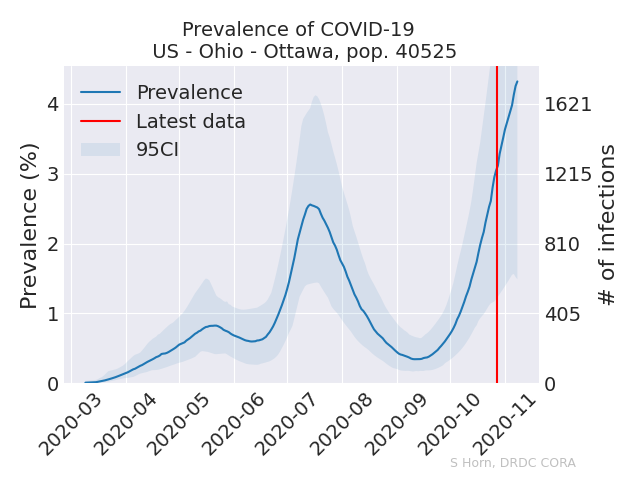 Prevalence of COVID-19
US - Ohio - Ottawa, pop. 40525
Prevalence
Latest data
95CI
Prevalence (%)
4
3
2
1
0
1621
1215
810
405
0
# of infections
2020-03
2020-04
2020-05
2020-06
2020-07
2020-08
2020-09
2020-10
2020-11
S Horn, DRDC CORA